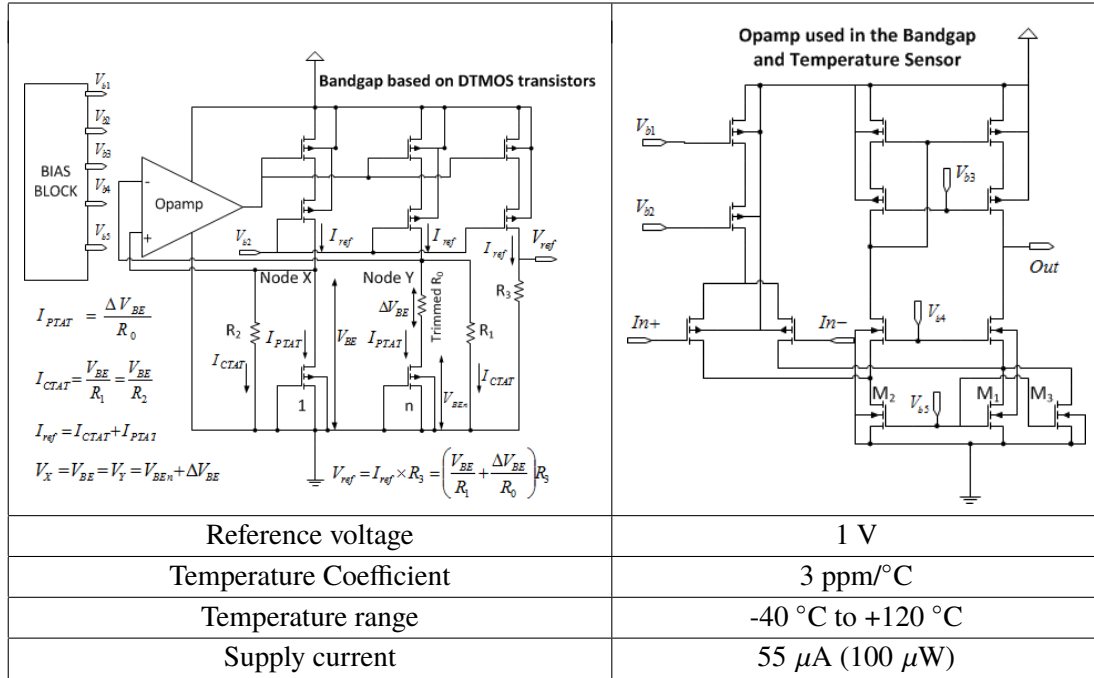 Bandgap based on DTMOS transistors
V_b1
V_b2
V_b3
V_b4
V_b5
BIAS
BLOCK
-
Opamp
+
V_b2
I_ref
I_ref
I_ref
V_ref
Node X
Node Y
R_2
I_PTAT
I_CTAT
V_BE
ΔV_BE
Trimmed R_0
I_PTAT
R_1
R_3
I_CTAT
V_BEn
1
n
I_PTAT = ΔV_BE / R_0
I_CTAT = V_BE / R_1 = V_BE / R_2
I_ref = I_CTAT + I_PTAT
V_X = V_BE = V_Y = V_BEn + ΔV_BE
V_ref = I_ref × R_3 = (V_BE / R_1 + ΔV_BE / R_0) R_3
Opamp used in the Bandgap
and Temperature Sensor
V_b1
V_b2
V_b3
Out
In+
In−
V_b4
M_2
V_b5
M_1
M_3
Reference voltage 1 V
Temperature Coefficient 3 ppm/°C
Temperature range -40 °C to +120 °C
Supply current 55 μA (100 μW)